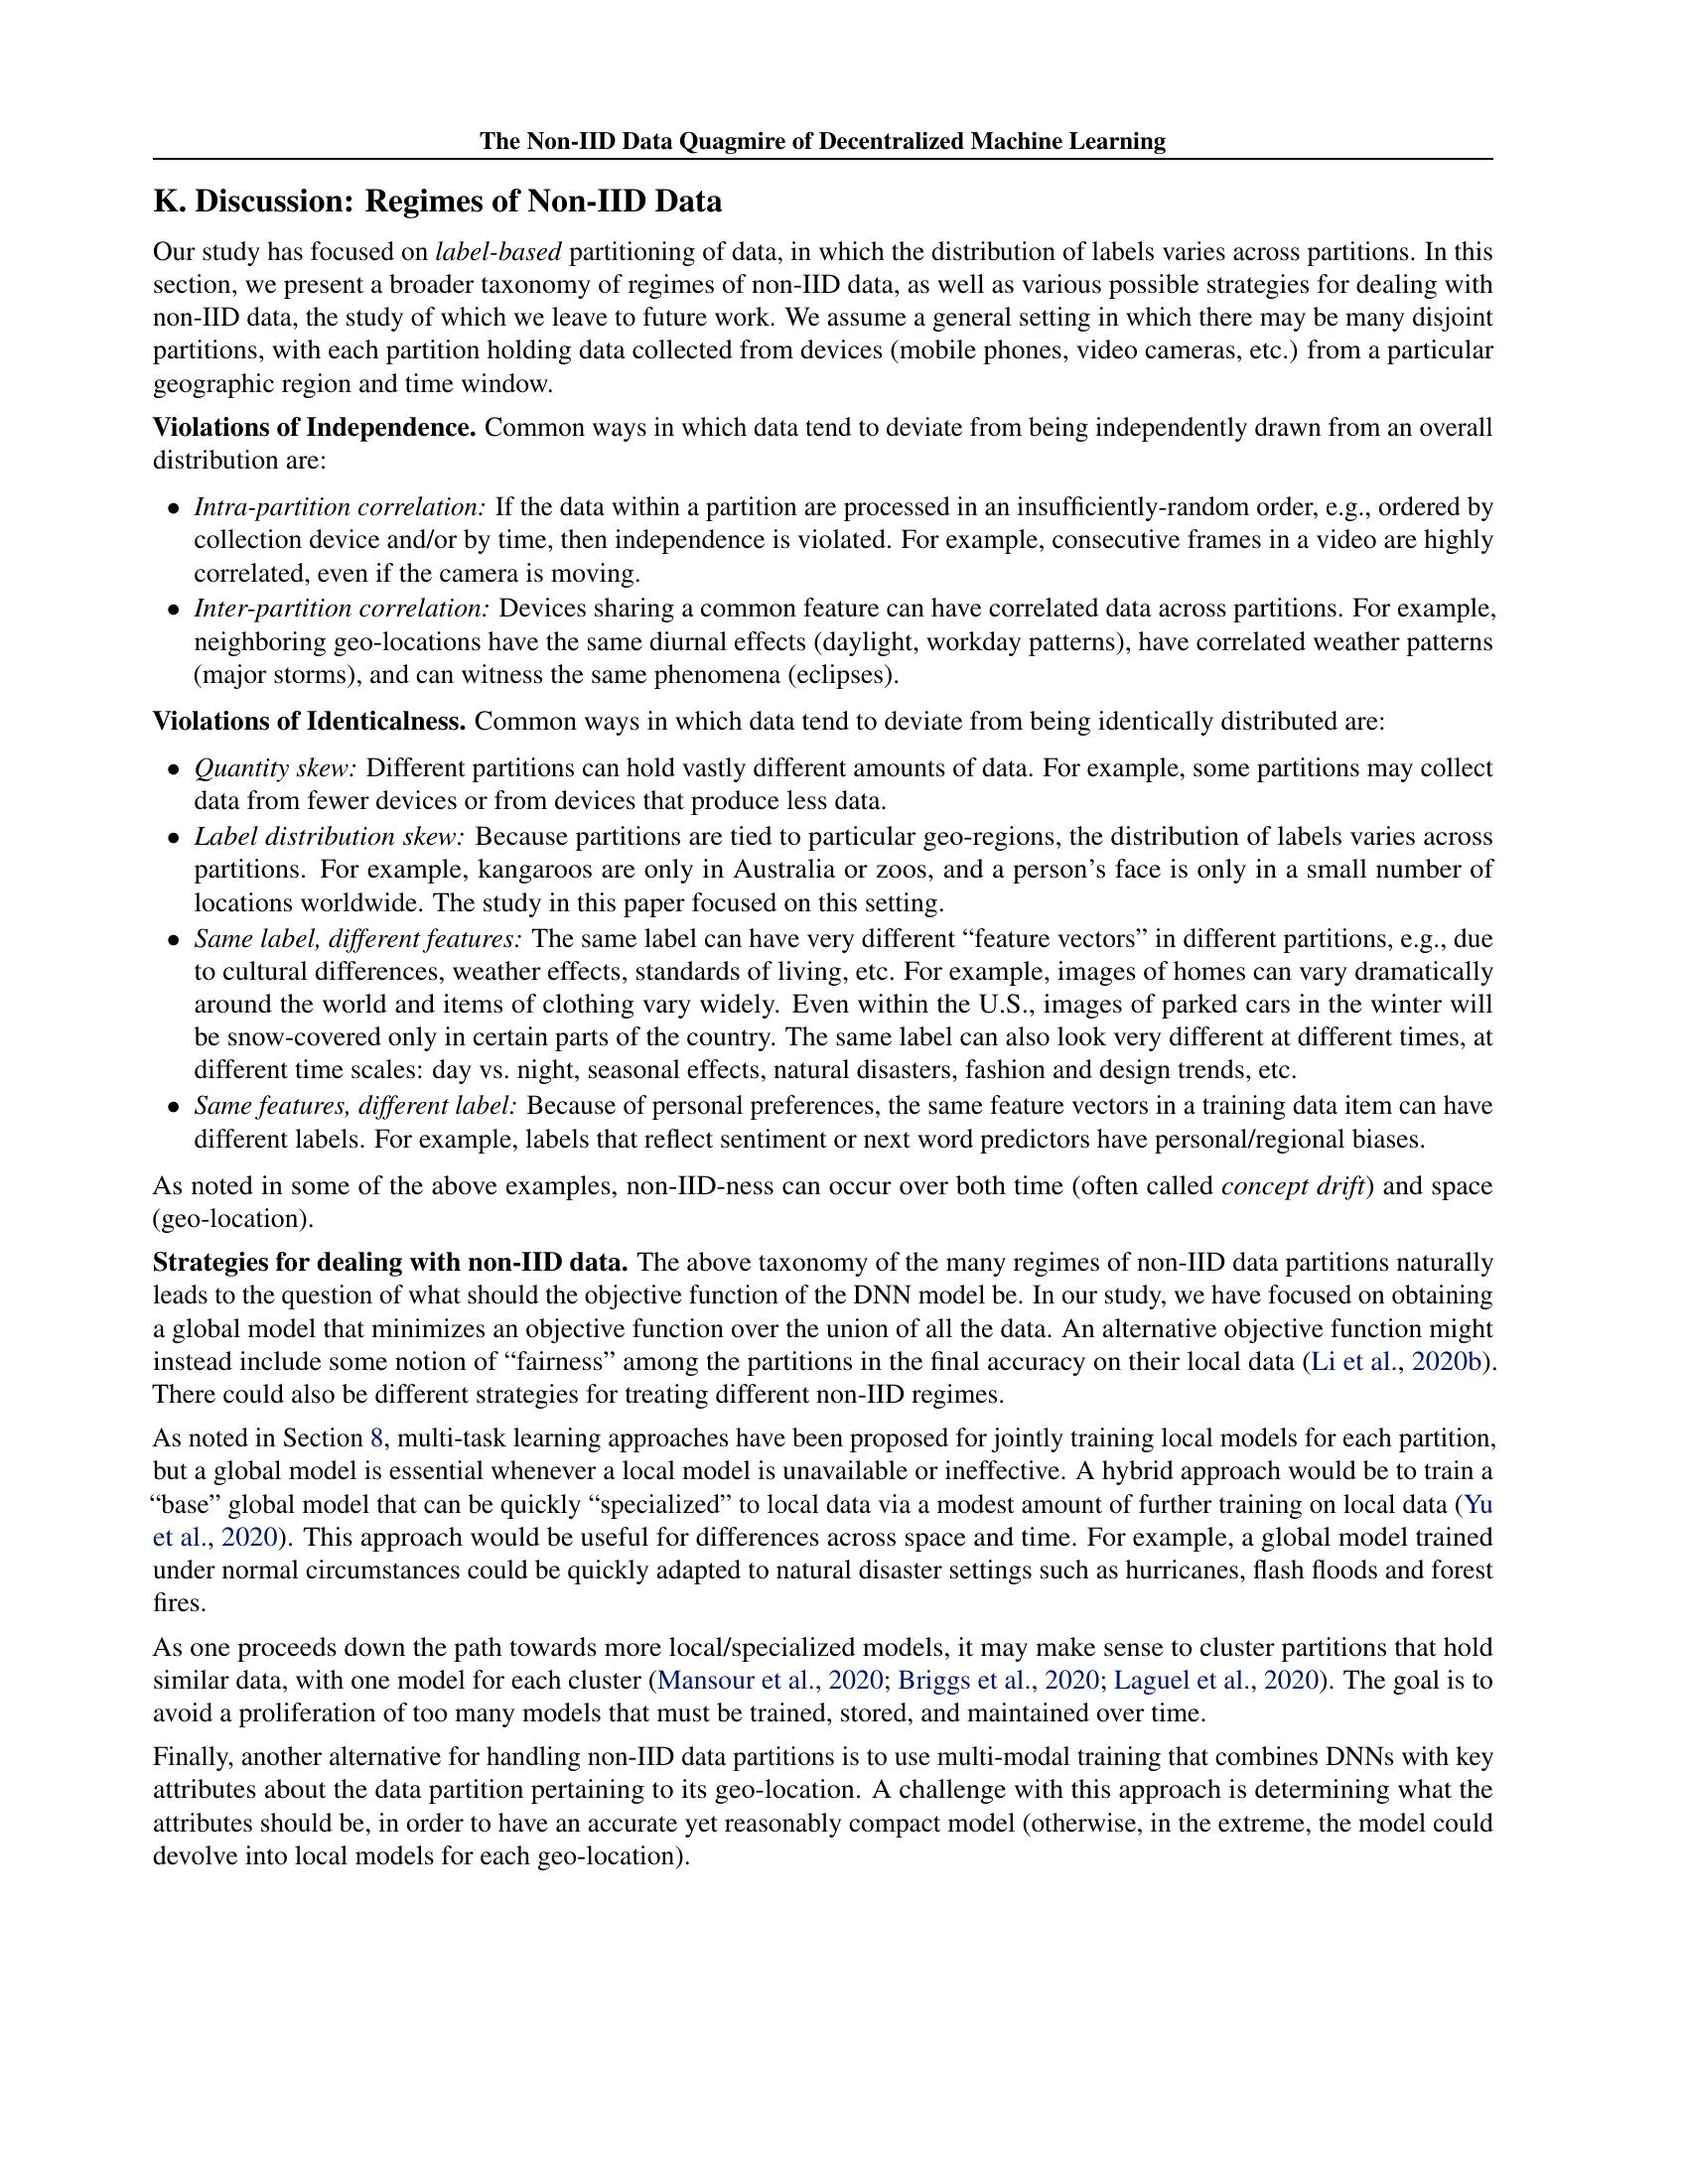 The Non-IID Data Quagmire of Decentralized Machine Learning
K. Discussion: Regimes of Non-IID Data
Our study has focused on label-based partitioning of data, in which the distribution of labels varies across partitions. In this
section, we present a broader taxonomy of regimes of non-IID data, as well as various possible strategies for dealing with
non-IID data, the study of which we leave to future work. We assume a general setting in which there may be many disjoint
partitions, with each partition holding data collected from devices (mobile phones, video cameras, etc.) from a particular
geographic region and time window.
Violations of Independence. Common ways in which data tend to deviate from being independently drawn from an overall
distribution are:
• Intra-partition correlation: If the data within a partition are processed in an insufficiently-random order, e.g., ordered by
collection device and/or by time, then independence is violated. For example, consecutive frames in a video are highly
correlated, even if the camera is moving.
• Inter-partition correlation: Devices sharing a common feature can have correlated data across partitions. For example,
neighboring geo-locations have the same diurnal effects (daylight, workday patterns), have correlated weather patterns
(major storms), and can witness the same phenomena (eclipses).
Violations of Identicalness. Common ways in which data tend to deviate from being identically distributed are:
• Quantity skew: Different partitions can hold vastly different amounts of data. For example, some partitions may collect
data from fewer devices or from devices that produce less data.
• Label distribution skew: Because partitions are tied to particular geo-regions, the distribution of labels varies across
partitions. For example, kangaroos are only in Australia or zoos, and a person's face is only in a small number of
locations worldwide. The study in this paper focused on this setting.
• Same label, different features: The same label can have very different “feature vectors” in different partitions, e.g., due
to cultural differences, weather effects, standards of living, etc. For example, images of homes can vary dramatically
around the world and items of clothing vary widely. Even within the U.S., images of parked cars in the winter will
be snow-covered only in certain parts of the country. The same label can also look very different at different times, at
different time scales: day vs. night, seasonal effects, natural disasters, fashion and design trends, etc.
• Same features, different label: Because of personal preferences, the same feature vectors in a training data item can have
different labels. For example, labels that reflect sentiment or next word predictors have personal/regional biases.
As noted in some of the above examples, non-IID-ness can occur over both time (often called concept drift) and space
(geo-location).
Strategies for dealing with non-IID data. The above taxonomy of the many regimes of non-IID data partitions naturally
leads to the question of what should the objective function of the DNN model be. In our study, we have focused on obtaining
a global model that minimizes an objective function over the union of all the data. An alternative objective function might
instead include some notion of “fairness” among the partitions in the final accuracy on their local data (Li et al., 2020b).
There could also be different strategies for treating different non-IID regimes.
As noted in Section 8, multi-task learning approaches have been proposed for jointly training local models for each partition,
but a global model is essential whenever a local model is unavailable or ineffective. A hybrid approach would be to train a
“base” global model that can be quickly “specialized” to local data via a modest amount of further training on local data (Yu
et al., 2020). This approach would be useful for differences across space and time. For example, a global model trained
under normal circumstances could be quickly adapted to natural disaster settings such as hurricanes, flash floods and forest
fires.
As one proceeds down the path towards more local/specialized models, it may make sense to cluster partitions that hold
similar data, with one model for each cluster (Mansour et al., 2020; Briggs et al., 2020; Laguel et al., 2020). The goal is to
avoid a proliferation of too many models that must be trained, stored, and maintained over time.
Finally, another alternative for handling non-IID data partitions is to use multi-modal training that combines DNNs with key
attributes about the data partition pertaining to its geo-location. A challenge with this approach is determining what the
attributes should be, in order to have an accurate yet reasonably compact model (otherwise, in the extreme, the model could
devolve into local models for each geo-location).